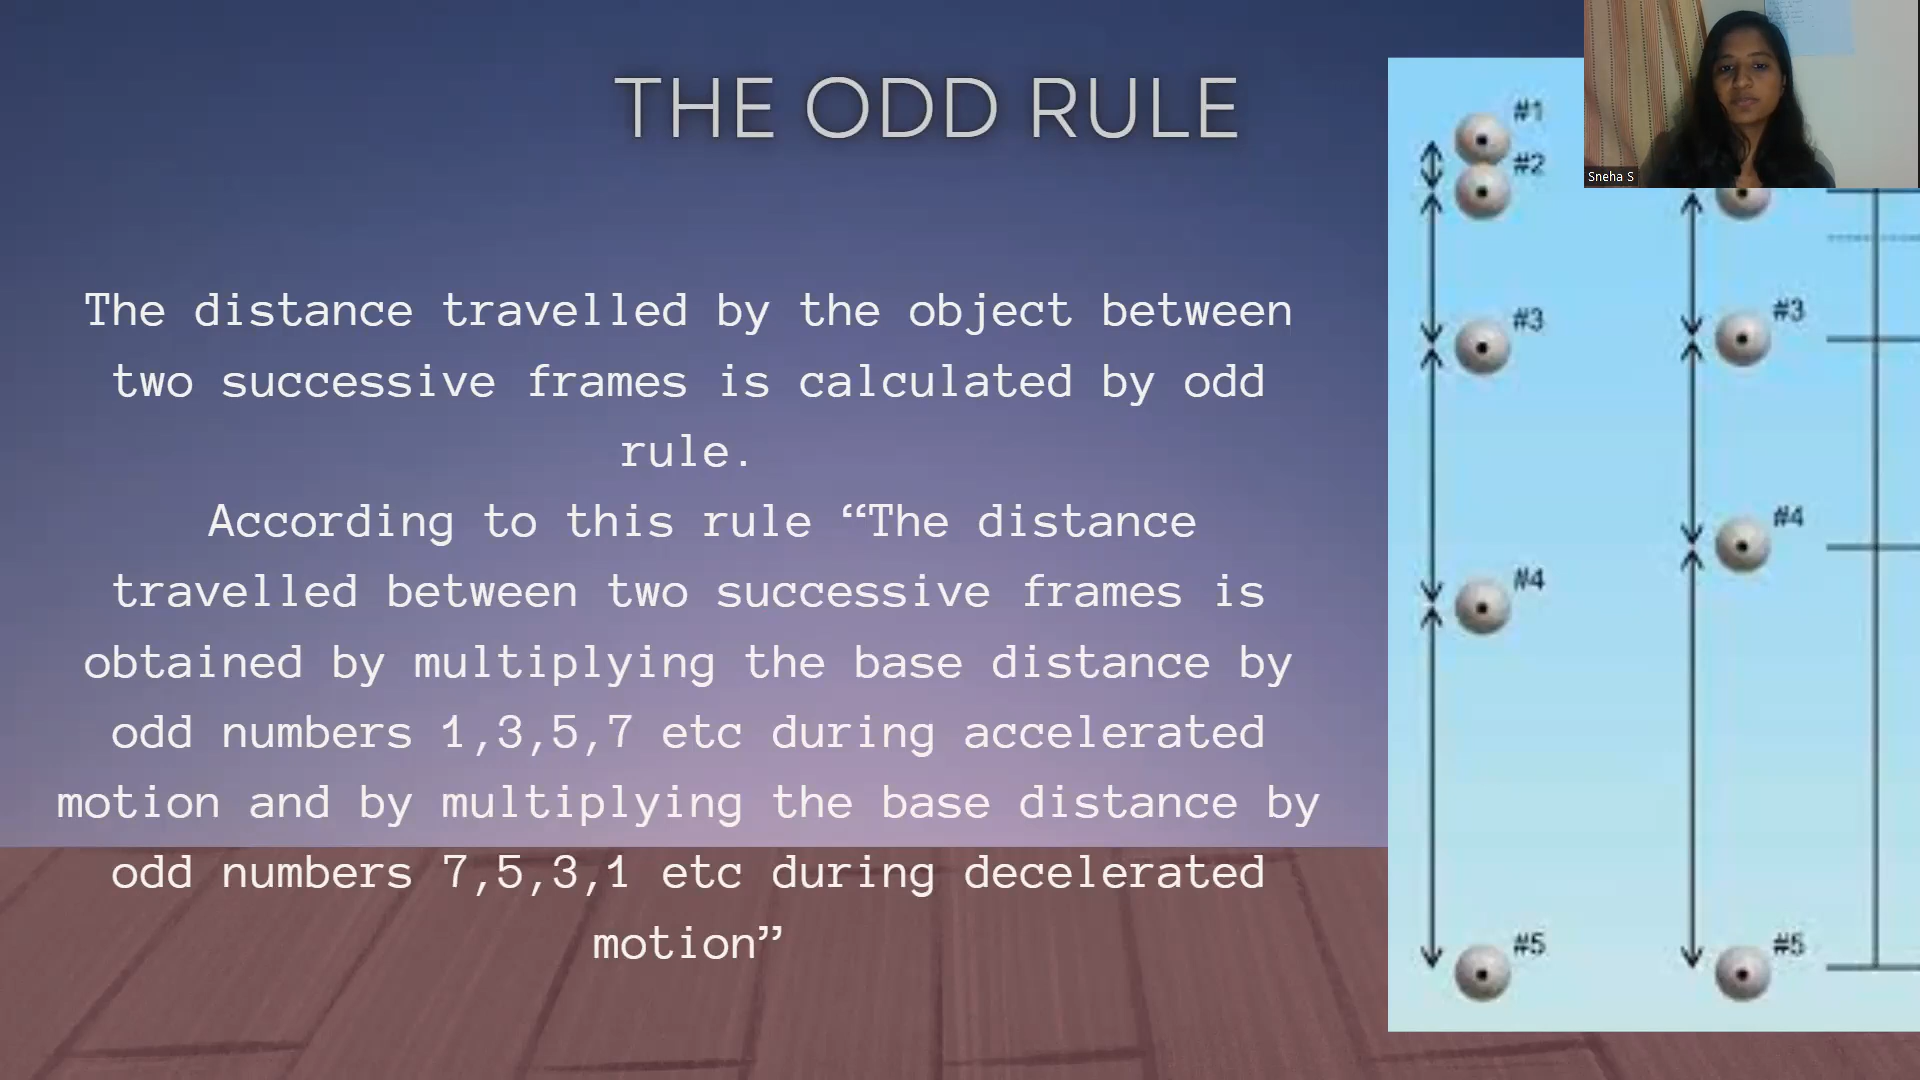 THE ODD RULE
The distance travelled by the object between
two successive frames is calculated by odd
rule.
According to this rule “The distance
travelled between two successive frames is
obtained by multiplying the base distance by
odd numbers 1,3,5,7 etc during accelerated
motion and by multiplying the base distance by
odd numbers 7,5,3,1 etc during decelerated
motion”
#1
#2
#3
#4
#5
#3
#4
#5
Sneha S